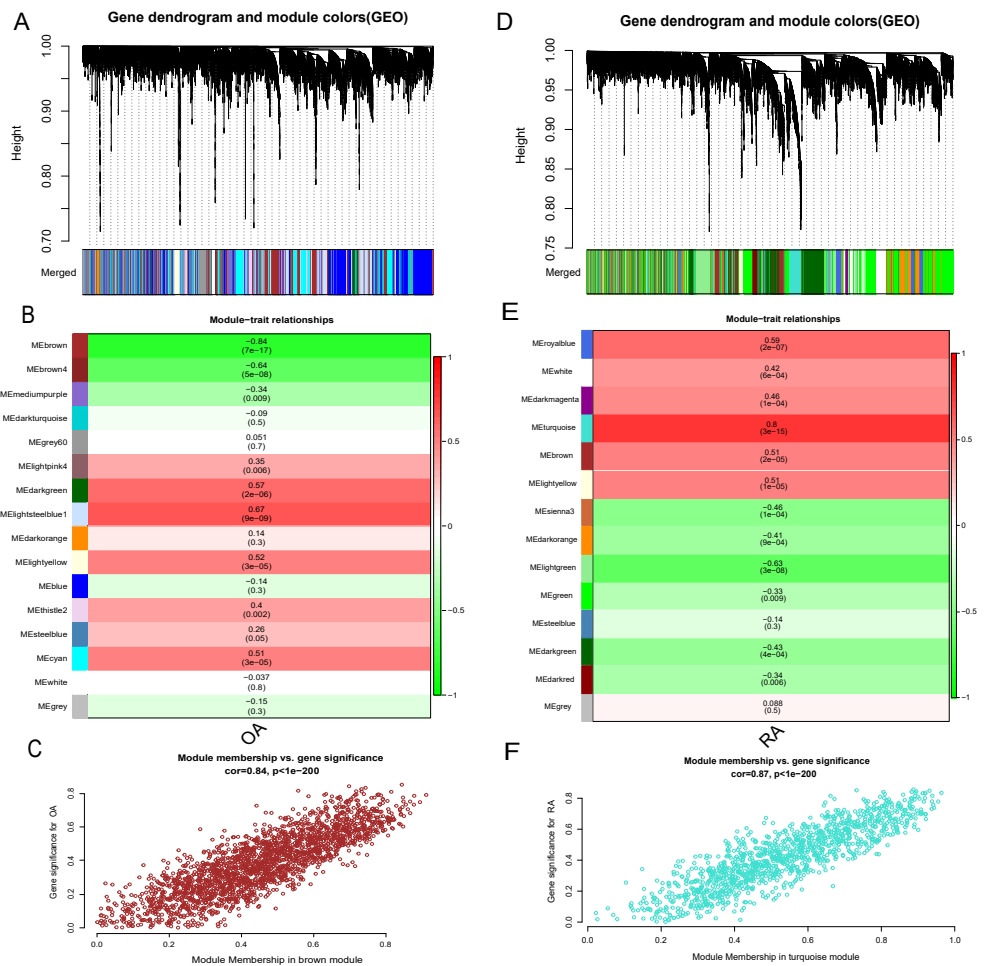 A
Gene dendrogram and module colors(GEO)
Height
1.00
0.90
0.80
0.70
Merged
B
Module−trait relationships
MEbrown
−0.84
(7e−17)
MEbrown4
−0.64
(5e−08)
MEmediumpurple
−0.34
(0.009)
MEdarkturquoise
−0.09
(0.5)
MEgrey60
0.051
(0.7)
MElightpink4
0.35
(0.006)
MEdarkgreen
0.57
(2e−06)
MElightsteelblue1
0.67
(9e−09)
MEdarkorange
0.14
(0.3)
MElightyellow
0.52
(3e−05)
MEblue
−0.14
(0.3)
MEthistle2
0.4
(0.002)
MEsteelblue
0.26
(0.05)
MEcyan
0.51
(3e−05)
MEwhite
−0.037
(0.8)
MEgrey
−0.15
(0.3)
1
0.5
0
−0.5
−1
OA
C
Module membership vs. gene significance
cor=0.84, p<1e−200
Gene significance for OA
0.8
0.6
0.4
0.2
0.0
0.0 0.2 0.4 0.6 0.8
Module Membership in brown module
D
Gene dendrogram and module colors(GEO)
Height
1.00
0.95
0.90
0.85
0.80
0.75
Merged
E
Module−trait relationships
MEroyalblue
0.59
(2e−07)
MEwhite
0.42
(6e−04)
MEdarkmagenta
0.46
(1e−04)
MEturquoise
0.8
(3e−15)
MEbrown
0.51
(2e−05)
MElightyellow
0.51
(1e−05)
MEsienna3
−0.46
(1e−04)
MEdarkorange
−0.41
(9e−04)
MElightgreen
−0.63
(3e−08)
MEgreen
−0.33
(0.009)
MEsteelblue
−0.14
(0.3)
MEdarkgreen
−0.43
(4e−04)
MEdarkred
−0.34
(0.006)
MEgrey
0.088
(0.5)
1
0.5
0
−0.5
−1
RA
F
Module membership vs. gene significance
cor=0.87, p<1e−200
Gene significance for RA
0.8
0.6
0.4
0.2
0.0
0.0 0.2 0.4 0.6 0.8 1.0
Module Membership in turquoise module